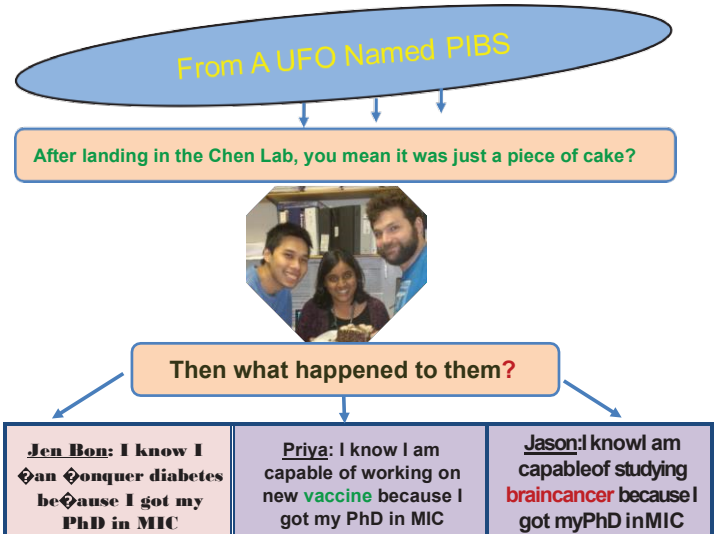 From A UFO Named PIBS
After landing in the Chen Lab, you mean it was just a piece of cake?
Then what happened to them?
Jen Bon: I know I
�an �onquer diabetes
be�ause I got my
PhD in MIC
Priya: I know I am
capable of working on
new vaccine because I
got my PhD in MIC
Jason:I knowI am
capableof studying
braincancer because I
got myPhD in MIC